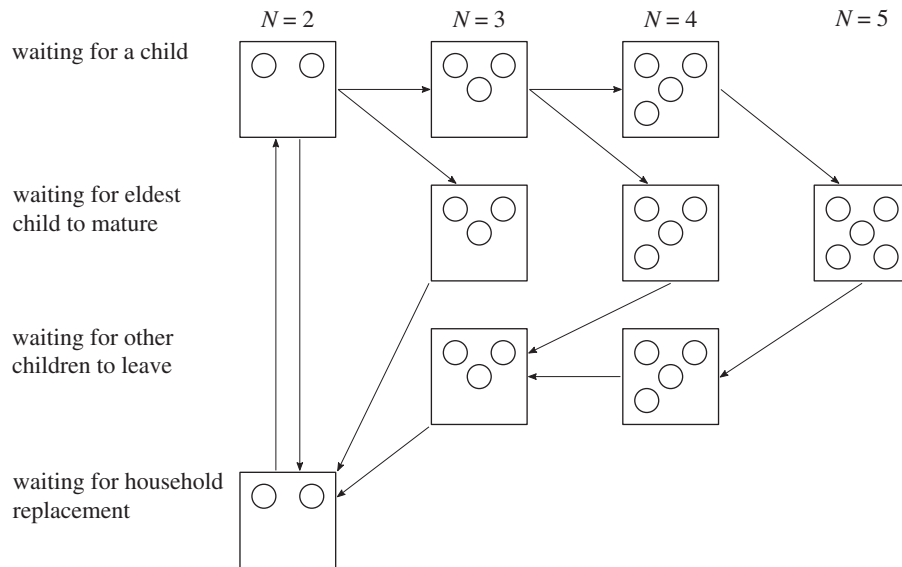 N = 2 N = 3 N = 4 N = 5
waiting for a child
waiting for eldest
child to mature
waiting for other
children to leave
waiting for household
replacement